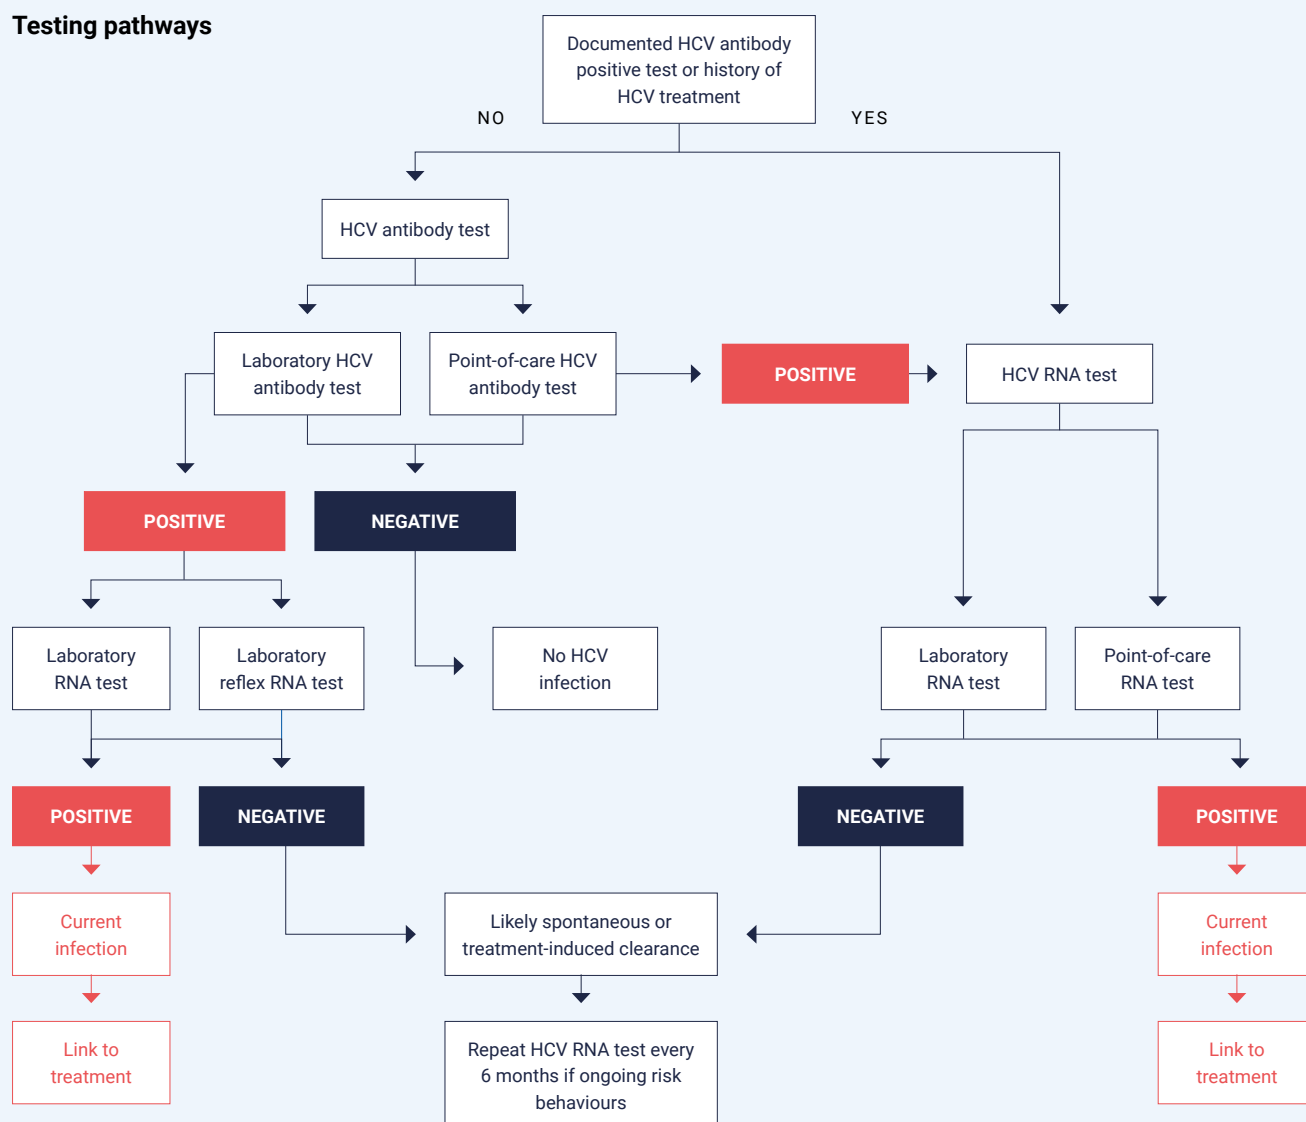 Testing pathways
Documented HCV antibody
positive test or history of
HCV treatment
NO
YES
HCV antibody test
Laboratory HCV
antibody test
Point-of-care HCV
antibody test
POSITIVE
HCV RNA test
POSITIVE
NEGATIVE
Laboratory
RNA test
Laboratory
reflex RNA test
No HCV
infection
Laboratory
RNA test
Point-of-care
RNA test
POSITIVE
NEGATIVE
NEGATIVE
POSITIVE
Current
infection
Likely spontaneous or
treatment-induced clearance
Current
infection
Link to
treatment
Repeat HCV RNA test every
6 months if ongoing risk
behaviours
Link to
treatment